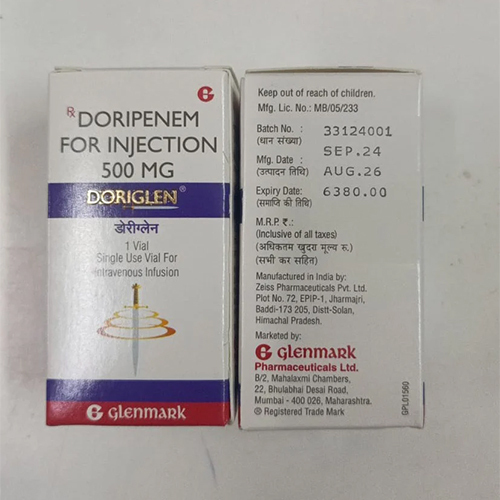 G
Rx DORIPENEM
FOR INJECTION
500 MG
DORIGLEN®
डोरीग्लेन
1 Vial
Single Use Vial For
Intravenous Infusion
G glenmark
Keep out of reach of children.
Mfg. Lic. No.: MB/05/233
Batch No. : 33124001
(धान संख्या)
SEP.24
Mfg. Date :
(उत्पादन तिथि) AUG.26
Expiry Date: 6380.00
(समाप्ति की तिथि)
M.R.P. ₹.:
(Inclusive of all taxes)
(अधिकतम खुदरा मूल्य रु.)
(सभी कर सहित)
Manufactured in India by:
Zeiss Pharmaceuticals Pvt. Ltd.
Plot No. 72, EPIP-1, Jharmajri,
Baddi-173 205, Distt-Solan,
Himachal Pradesh.
Marketed by:
G glenmark
Pharmaceuticals Ltd.
B/2, Mahalaxmi Chambers,
22, Bhulabhai Desai Road,
Mumbai - 400 026, Maharashtra.
® Registered Trade Mark
GPL01560